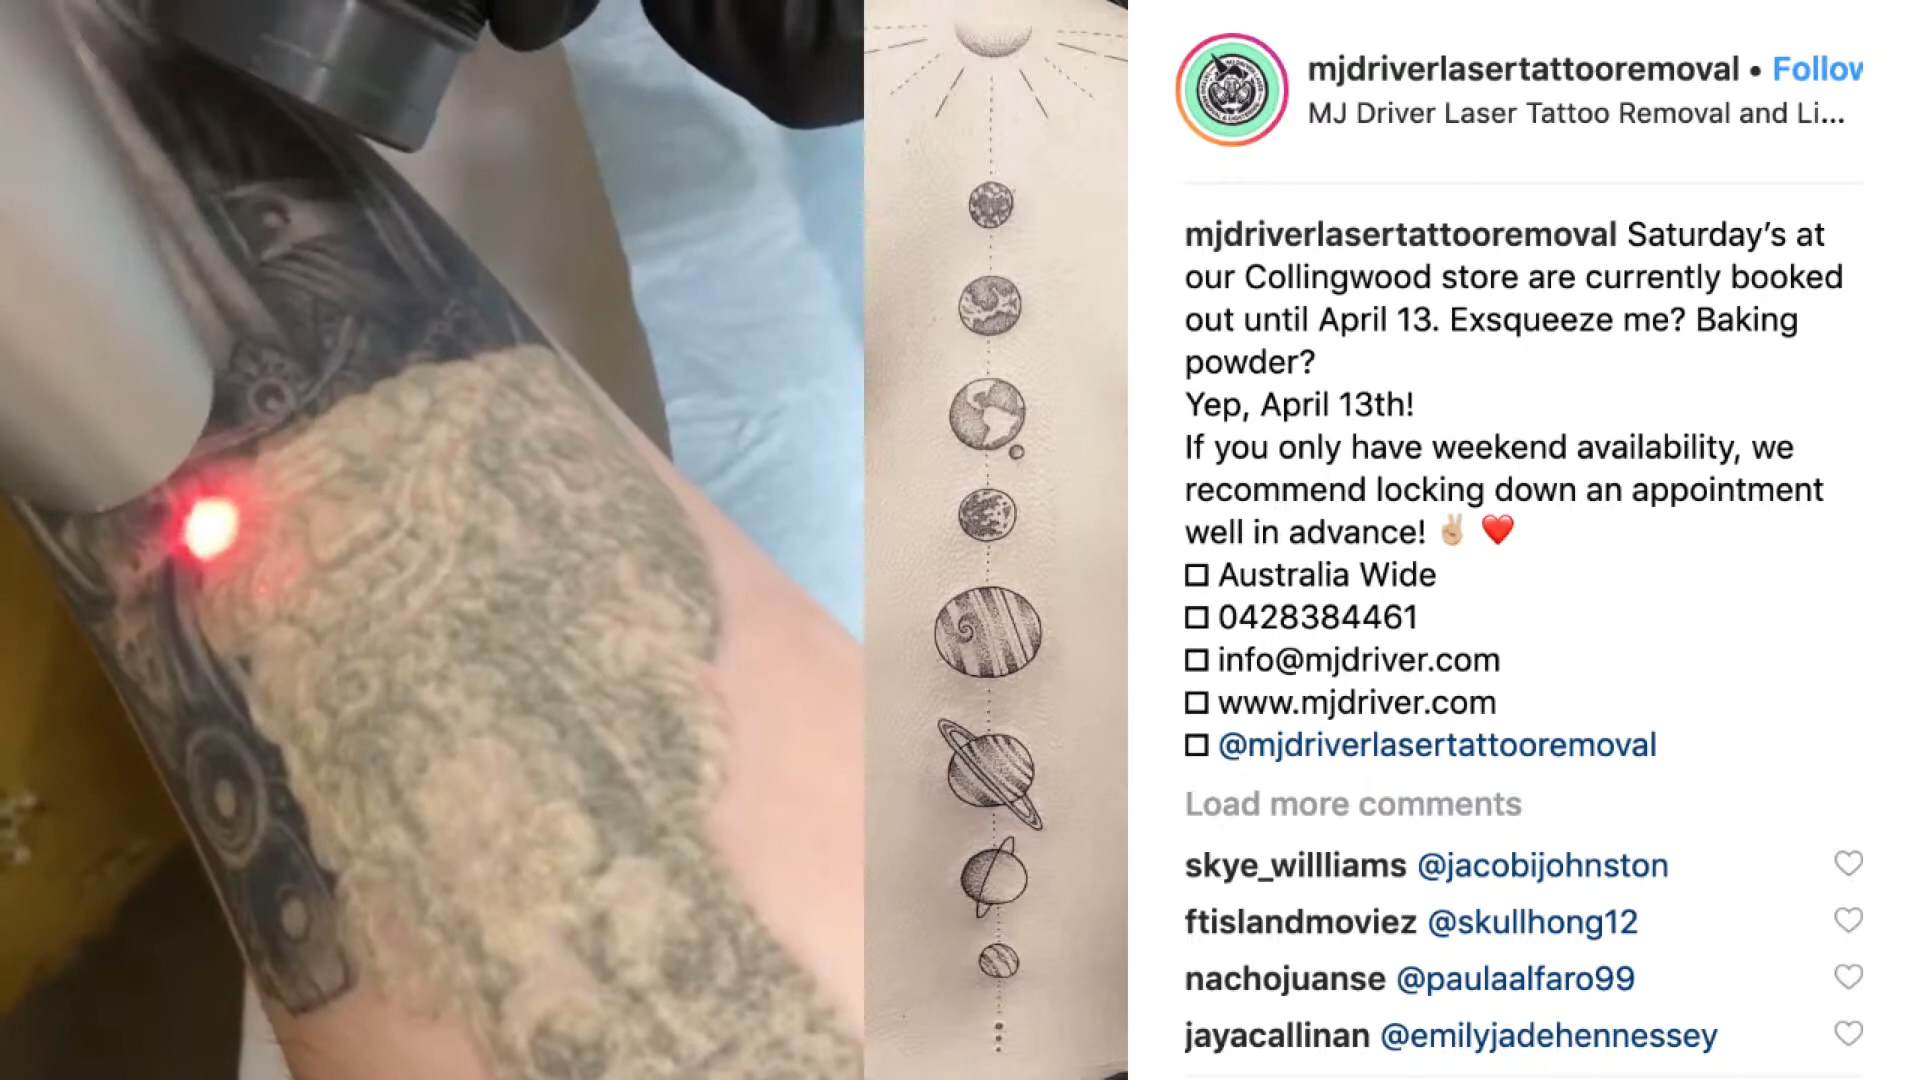 mjdriverlasertattooremoval • Follow
MJ Driver Laser Tattoo Removal and Li...
mjdriverlasertattooremoval Saturday’s at
our Collingwood store are currently booked
out until April 13. Exsqueeze me? Baking
powder?
Yep, April 13th!
If you only have weekend availability, we
recommend locking down an appointment
well in advance! ✌🏼 ❤️
☐ Australia Wide
☐ 0428384461
☐ info@mjdriver.com
☐ www.mjdriver.com
☐ @mjdriverlasertattooremoval
Load more comments
skye_willliams @jacobijohnston
ftislandmoviez @skullhong12
nachojuanse @paulaalfaro99
jayacallinan @emilyjadehennessey